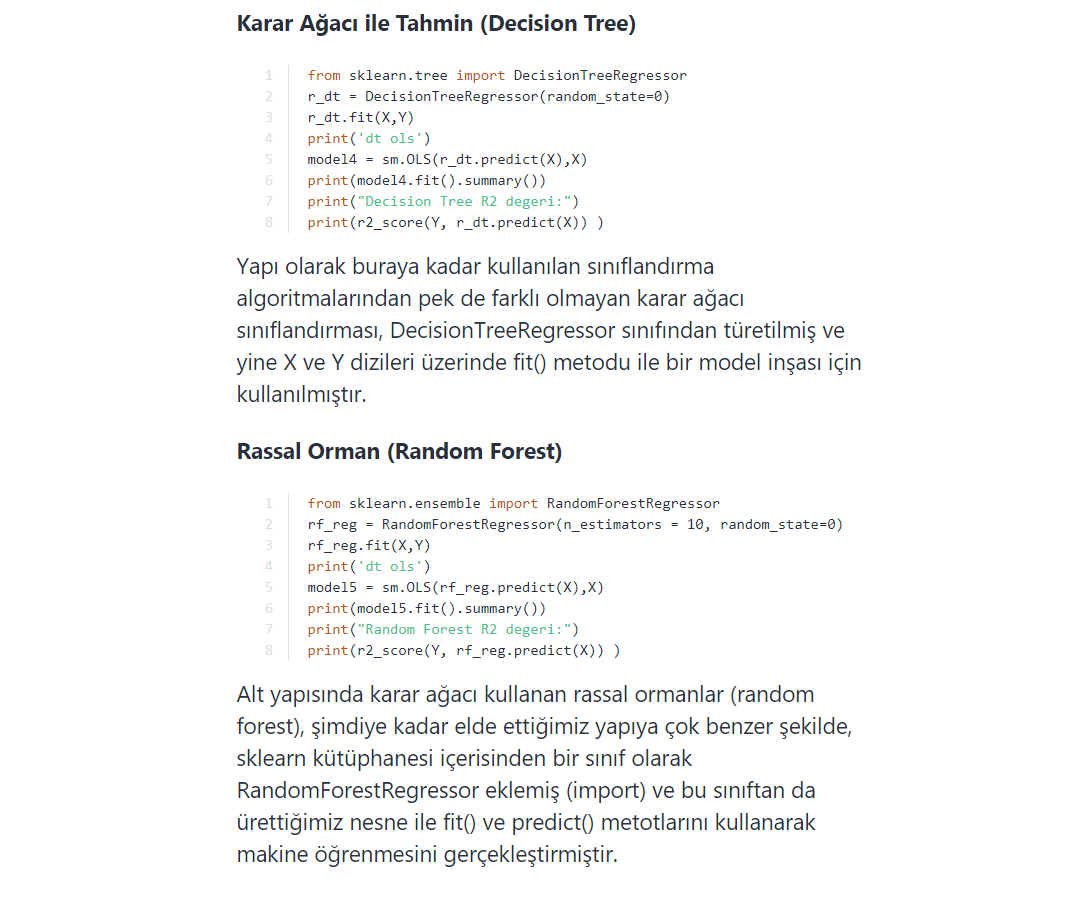 Karar Ağacı ile Tahmin (Decision Tree)
1 from sklearn.tree import DecisionTreeRegressor
2 r_dt = DecisionTreeRegressor(random_state=0)
3 r_dt.fit(X,Y)
4 print('dt ols')
5 model4 = sm.OLS(r_dt.predict(X),X)
6 print(model4.fit().summary())
7 print("Decision Tree R2 degeri:")
8 print(r2_score(Y, r_dt.predict(X)) )
Yapı olarak buraya kadar kullanılan sınıflandırma
algoritmalarından pek de farklı olmayan karar ağacı
sınıflandırması, DecisionTreeRegressor sınıfından türetilmiş ve
yine X ve Y dizileri üzerinde fit() metodu ile bir model inşası için
kullanılmıştır.
Rassal Orman (Random Forest)
1 from sklearn.ensemble import RandomForestRegressor
2 rf_reg = RandomForestRegressor(n_estimators = 10, random_state=0)
3 rf_reg.fit(X,Y)
4 print('dt ols')
5 model5 = sm.OLS(rf_reg.predict(X),X)
6 print(model5.fit().summary())
7 print("Random Forest R2 degeri:")
8 print(r2_score(Y, rf_reg.predict(X)) )
Alt yapısında karar ağacı kullanan rassal ormanlar (random
forest), şimdiye kadar elde ettiğimiz yapıya çok benzer şekilde,
sklearn kütüphanesi içerisinden bir sınıf olarak
RandomForestRegressor eklemiş (import) ve bu sınıftan da
ürettiğimiz nesne ile fit() ve predict() metotlarını kullanarak
makine öğrenmesini gerçekleştirmiştir.